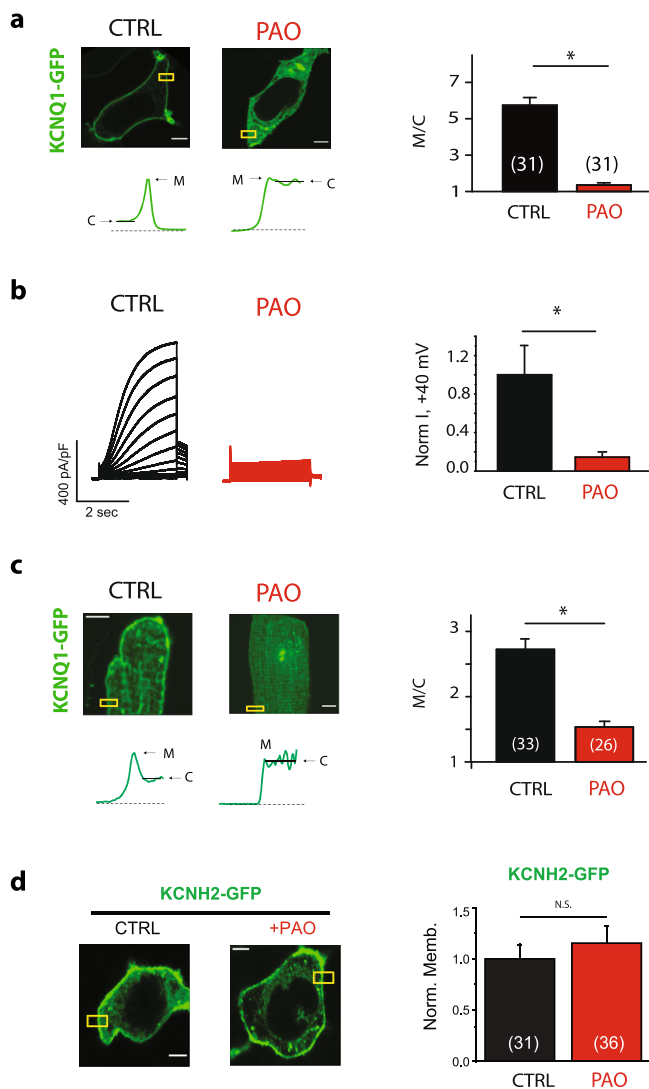 a
CTRL
PAO
KCNQ1-GFP
M
C
M
C
M/C
7
5
3
1
*
(31)
(31)
CTRL
PAO
b
CTRL
PAO
400 pA/pF
2 sec
Norm I, +40 mV
1.2
0.8
0.4
0.0
*
CTRL
PAO
c
CTRL
PAO
KCNQ1-GFP
M
C
M
C
M/C
3
2
1
*
(33)
(26)
CTRL
PAO
d
KCNH2-GFP
CTRL
+PAO
KCNH2-GFP
Norm. Memb.
1.5
1.0
0.5
0.0
N.S.
(31)
(36)
CTRL
PAO